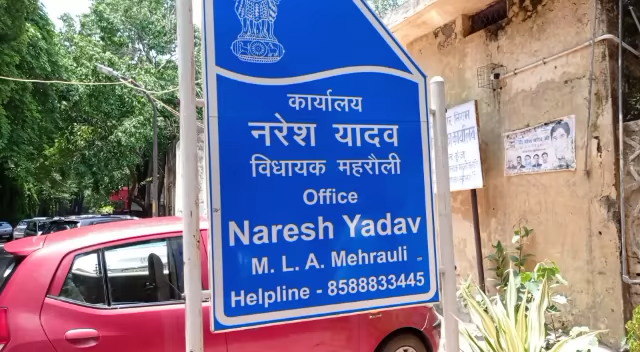 कार्यालय
नरेश यादव
विधायक महरौली
Office
Naresh Yadav
M. L. A. Mehrauli
Helpline - 8588833445